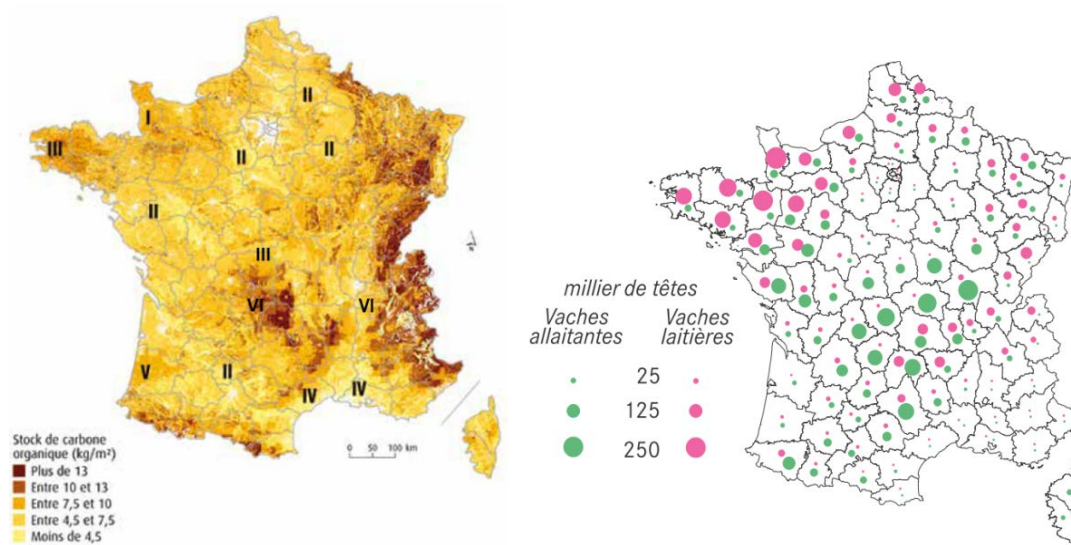 II
I
III
II
II
II
III
VI
VI
V
II
IV
IV
0 50 100 km
Stock de carbone
organique (kg/m²)
Plus de 13
Entre 10 et 13
Entre 7,5 et 10
Entre 4,5 et 7,5
Moins de 4,5
millier de têtes
Vaches allaitantes
Vaches laitières
25
125
250